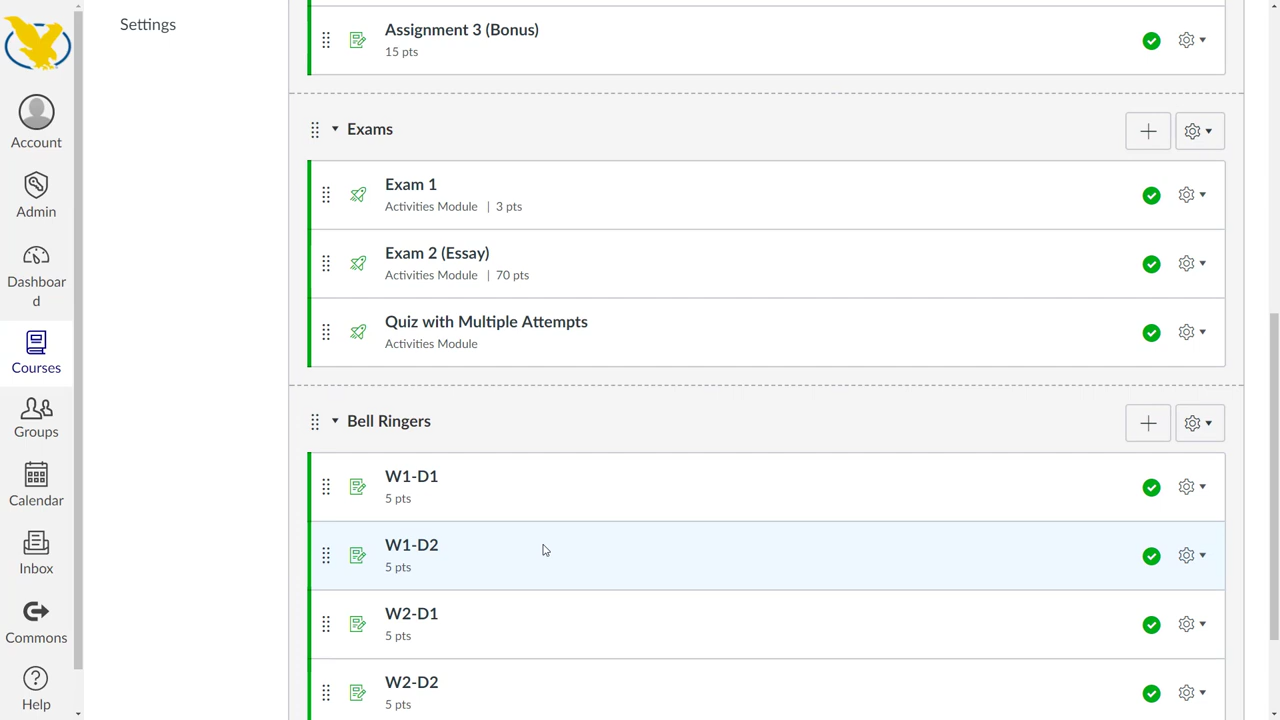 Settings
Account
Admin
Dashboar
d
Courses
Groups
Calendar
Inbox
Commons
Help
Assignment 3 (Bonus)
15 pts
Exams
Exam 1
Activities Module | 3 pts
Exam 2 (Essay)
Activities Module | 70 pts
Quiz with Multiple Attempts
Activities Module
Bell Ringers
W1-D1
5 pts
W1-D2
5 pts
W2-D1
5 pts
W2-D2
5 pts